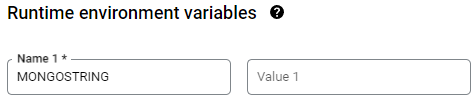 Runtime environment variables ?
Name 1 *
MONGOSTRING
Value 1